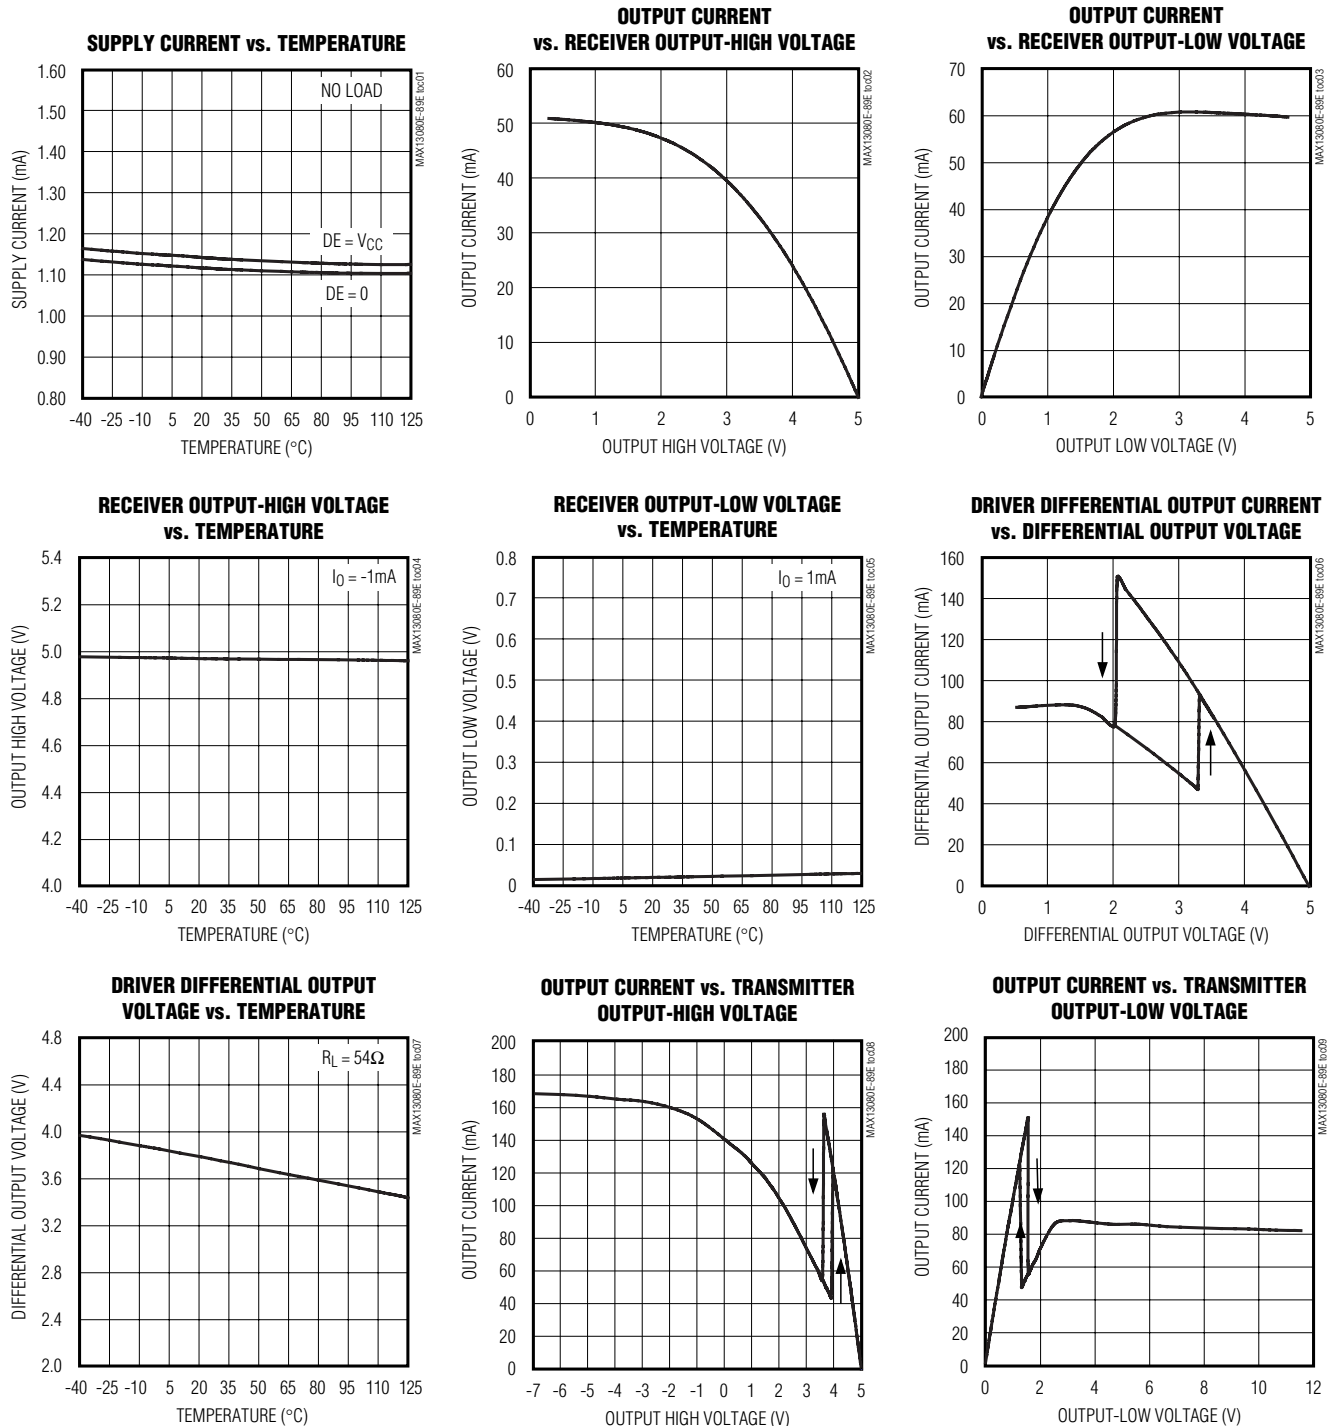 SUPPLY CURRENT vs. TEMPERATURE
1.60
1.50
1.40
1.30
1.20
1.10
1.00
0.90
0.80
SUPPLY CURRENT (mA)
NO LOAD
DE = VCC
DE = 0
-40 -25 -10 5 20 35 50 65 80 95 110 125
TEMPERATURE (°C)
MAX13080E-89E toc01
OUTPUT CURRENT
vs. RECEIVER OUTPUT-HIGH VOLTAGE
60
50
40
30
20
10
0
OUTPUT CURRENT (mA)
0 1 2 3 4 5
OUTPUT HIGH VOLTAGE (V)
MAX13080E-89E toc02
OUTPUT CURRENT
vs. RECEIVER OUTPUT-LOW VOLTAGE
70
60
50
40
30
20
10
0
OUTPUT CURRENT (mA)
0 1 2 3 4 5
OUTPUT LOW VOLTAGE (V)
MAX13080E-89E toc03
RECEIVER OUTPUT-HIGH VOLTAGE
vs. TEMPERATURE
5.4
5.2
5.0
4.8
4.6
4.4
4.2
4.0
OUTPUT HIGH VOLTAGE (V)
IO = -1mA
-40 -25 -10 5 20 35 50 65 80 95 110 125
TEMPERATURE (°C)
MAX13080E-89E toc04
RECEIVER OUTPUT-LOW VOLTAGE
vs. TEMPERATURE
0.8
0.7
0.6
0.5
0.4
0.3
0.2
0.1
0
OUTPUT LOW VOLTAGE (V)
IO = 1mA
-40 -25 -10 5 20 35 50 65 80 95 110 125
TEMPERATURE (°C)
MAX13080E-89E toc05
DRIVER DIFFERENTIAL OUTPUT CURRENT
vs. DIFFERENTIAL OUTPUT VOLTAGE
160
140
120
100
80
60
40
20
0
DIFFERENTIAL OUTPUT CURRENT (mA)
0 1 2 3 4 5
DIFFERENTIAL OUTPUT VOLTAGE (V)
MAX13080E-89E toc06
DRIVER DIFFERENTIAL OUTPUT
VOLTAGE vs. TEMPERATURE
4.8
4.4
4.0
3.6
3.2
2.8
2.4
2.0
DIFFERENTIAL OUTPUT VOLTAGE (V)
RL = 54Ω
-40 -25 -10 5 20 35 50 65 80 95 110 125
TEMPERATURE (°C)
MAX13080E-89E toc07
OUTPUT CURRENT vs. TRANSMITTER
OUTPUT-HIGH VOLTAGE
200
180
160
140
120
100
80
60
40
20
0
OUTPUT CURRENT (mA)
-7 -6 -5 -4 -3 -2 -1 0 1 2 3 4 5
OUTPUT HIGH VOLTAGE (V)
MAX13080E-89E toc08
OUTPUT CURRENT vs. TRANSMITTER
OUTPUT-LOW VOLTAGE
200
180
160
140
120
100
80
60
40
20
0
OUTPUT CURRENT (mA)
0 2 4 6 8 10 12
OUTPUT-LOW VOLTAGE (V)
MAX13080E-89E toc09